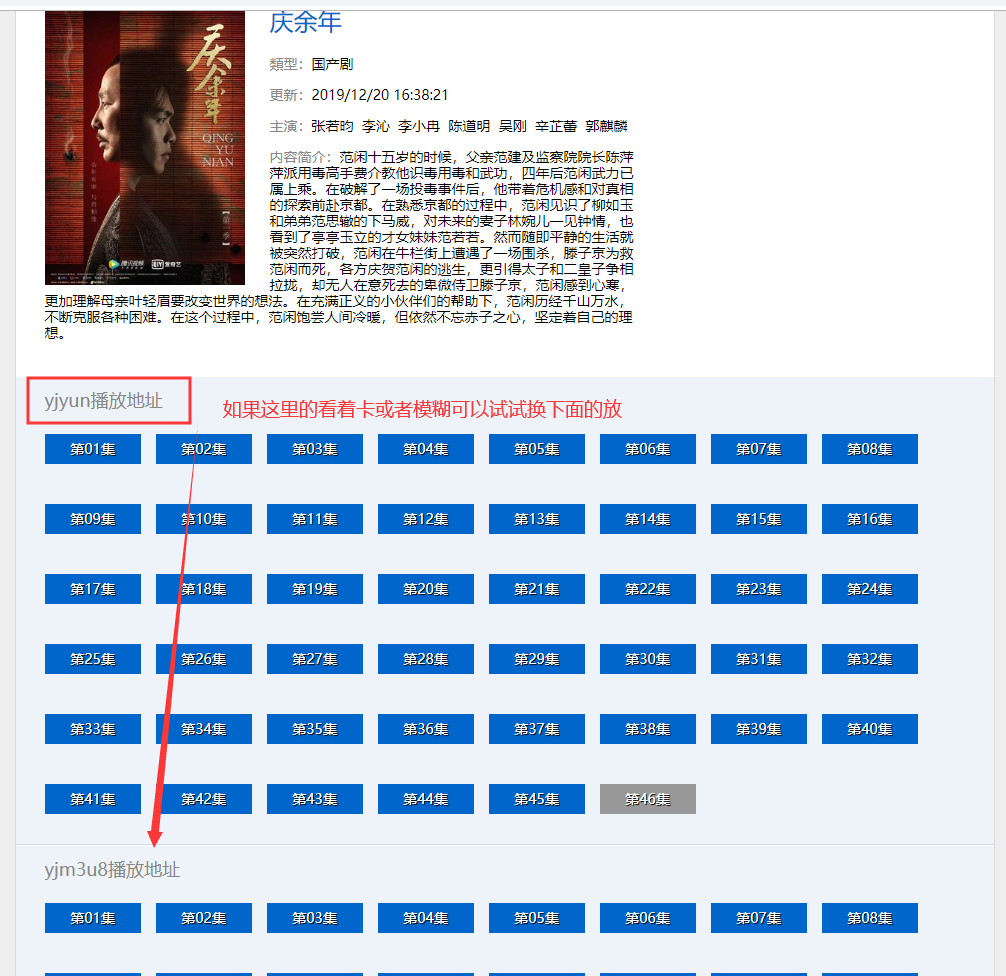 庆余年
QING
YU
NIAN
腾讯视频
iQIYI爱奇艺
庆余年
類型：国产剧
更新：2019/12/20 16:38:21
主演：张若昀 李沁 李小冉 陈道明 吴刚 辛芷蕾 郭麒麟
内容简介：范闲十五岁的时候，父亲范建及监察院院长陈萍
萍派用毒高手费介教他识毒用毒和武功，四年后范闲武力已
属上乘。在破解了一场投毒事件后，他带着危机感和对真相
的探索前赴京都。在熟悉京都的过程中，范闲见识了柳如玉
和弟弟范思辙的下马威，对未来的妻子林婉儿一见钟情，也
看到了亭亭玉立的才女妹妹范若若。然而随即平静的生活就
被突然打破，范闲在牛栏街上遭遇了一场围杀，滕子京为救
范闲而死，各方庆贺范闲的逃生，更引得太子和二皇子争相
拉拢，却无人在意死去的卑微侍卫滕子京，范闲感到心寒，
更加理解母亲叶轻眉要改变世界的想法。在充满正义的小伙伴们的帮助下，范闲历经千山万水，
不断克服各种困难。在这个过程中，范闲饱尝人间冷暖，但依然不忘赤子之心，坚定着自己的理
想。
yjyun播放地址
如果这里的看着卡或者模糊可以试试换下面的放
第01集 第02集 第03集 第04集 第05集 第06集 第07集 第08集
第09集 第10集 第11集 第12集 第13集 第14集 第15集 第16集
第17集 第18集 第19集 第20集 第21集 第22集 第23集 第24集
第25集 第26集 第27集 第28集 第29集 第30集 第31集 第32集
第33集 第34集 第35集 第36集 第37集 第38集 第39集 第40集
第41集 第42集 第43集 第44集 第45集 第46集
yjm3u8播放地址
第01集 第02集 第03集 第04集 第05集 第06集 第07集 第08集